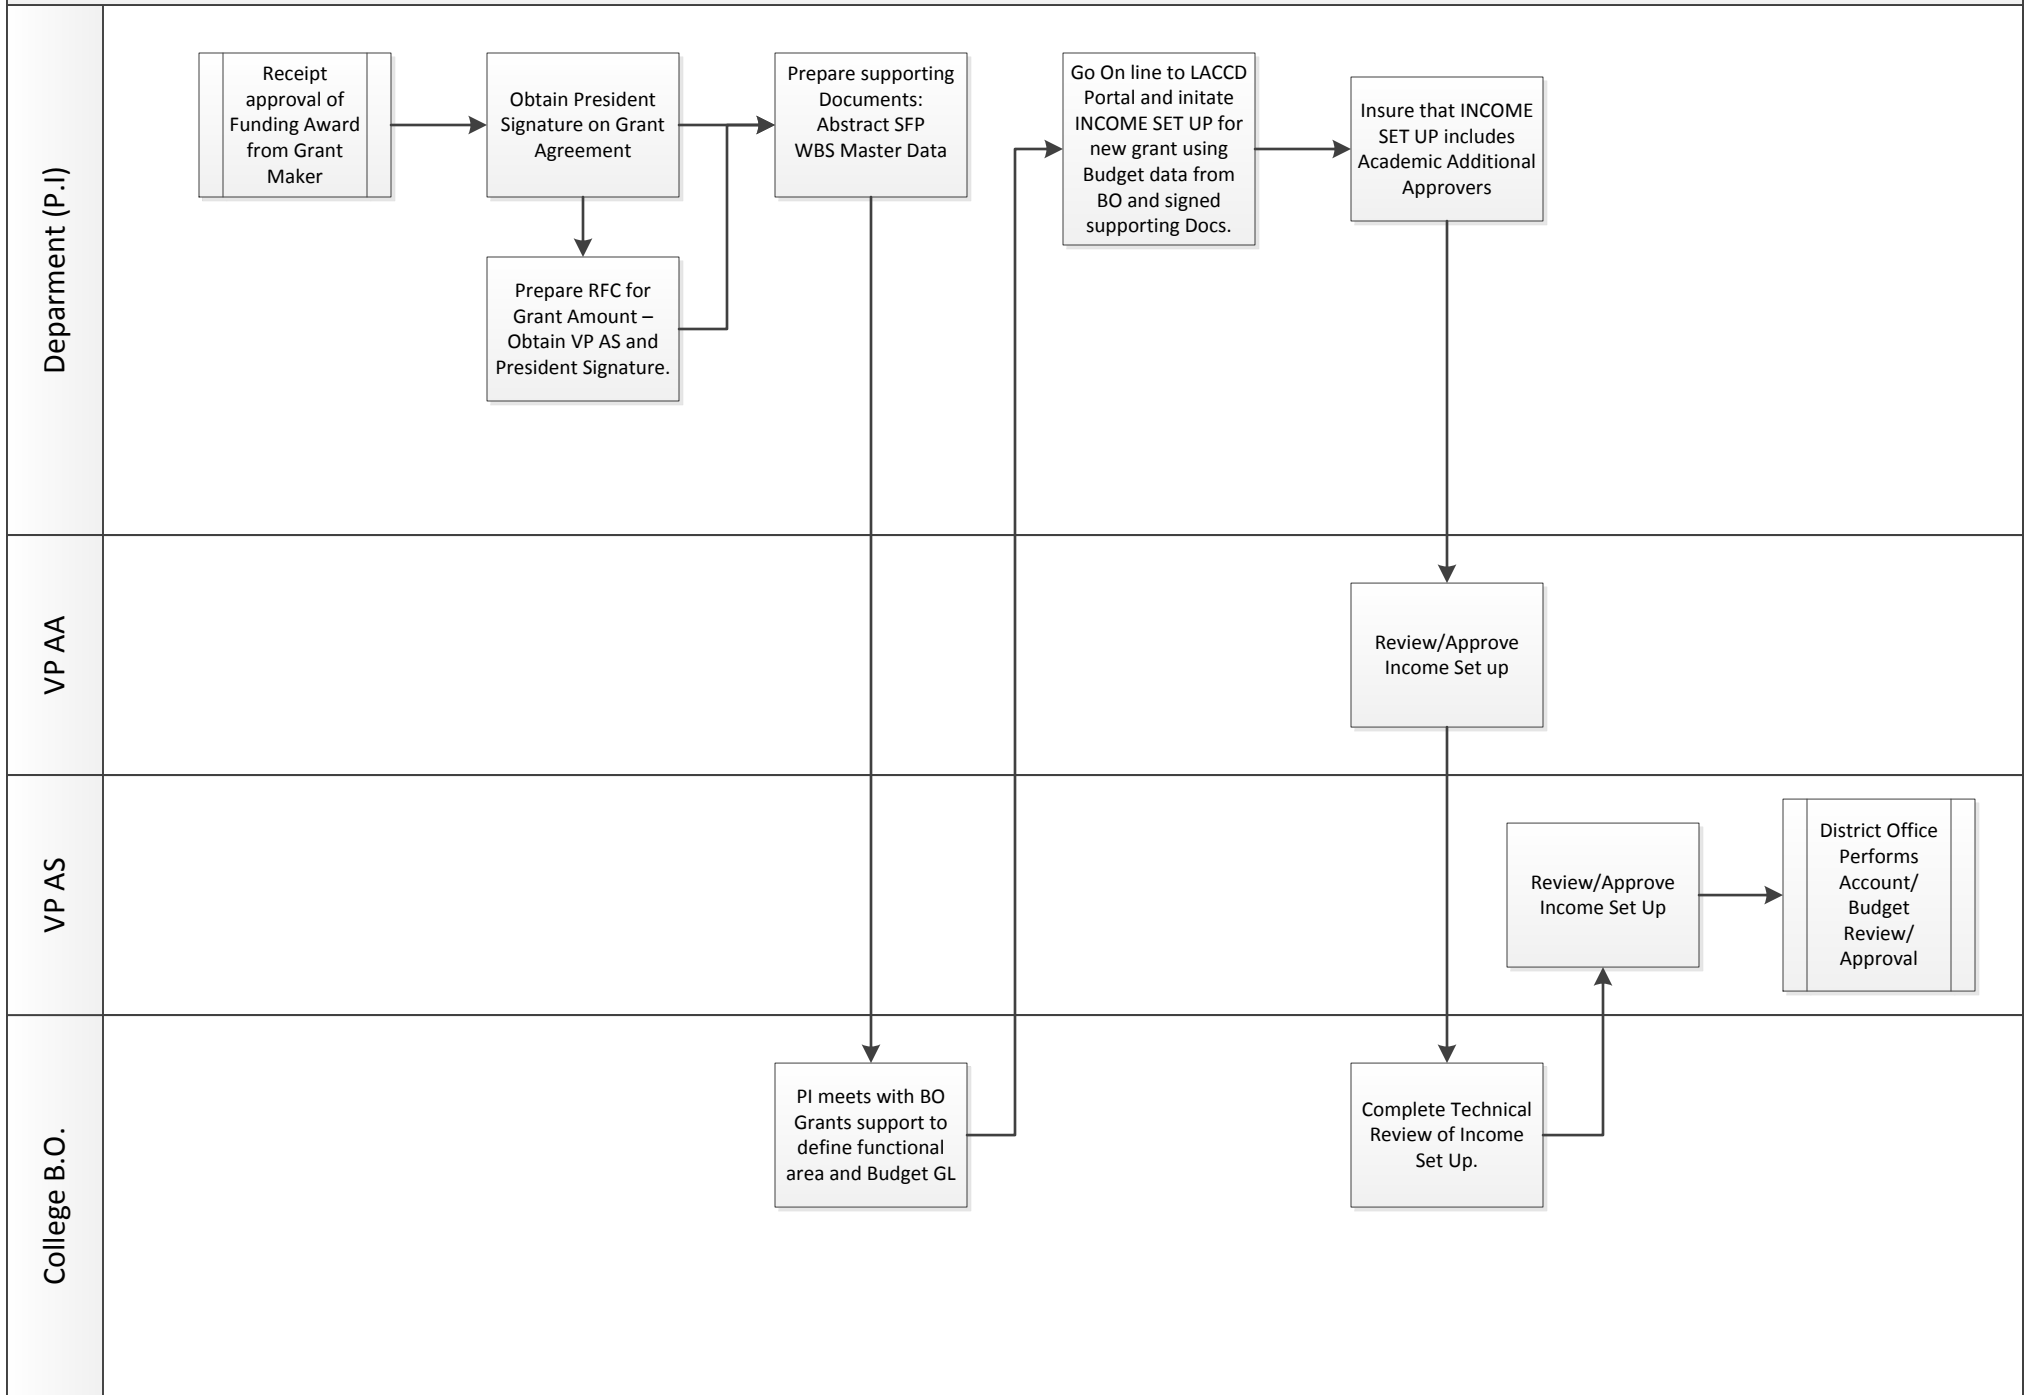 Deparment (P.I)
Receipt
approval of
Funding Award
from Grant
Maker
Obtain President
Signature on Grant
Agreement
Prepare supporting
Documents:
Abstract SFP
WBS Master Data
Go On line to LACCD
Portal and initate
INCOME SET UP for
new grant using
Budget data from
BO and signed
supporting Docs.
Insure that INCOME
SET UP includes
Academic Additional
Approvers
Prepare RFC for
Grant Amount –
Obtain VP AS and
President Signature.
VP AA
Review/Approve
Income Set up
VP AS
Review/Approve
Income Set Up
District Office
Performs
Account/
Budget
Review/
Approval
College B.O.
PI meets with BO
Grants support to
define functional
area and Budget GL
Complete Technical
Review of Income
Set Up.